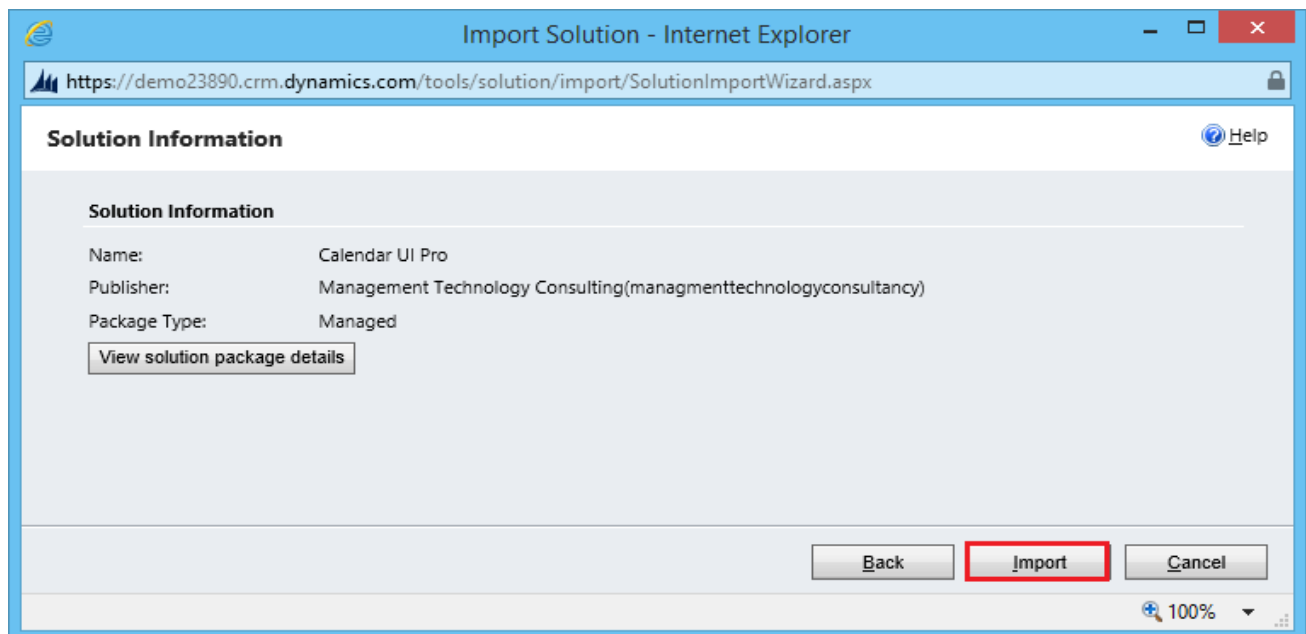 Import Solution - Internet Explorer
https://demo23890.crm.dynamics.com/tools/solution/import/SolutionImportWizard.aspx
Solution Information
Help
Solution Information
Name: Calendar UI Pro
Publisher: Management Technology Consulting(managmenttechnologyconsultancy)
Package Type: Managed
View solution package details
Back Import Cancel
100%